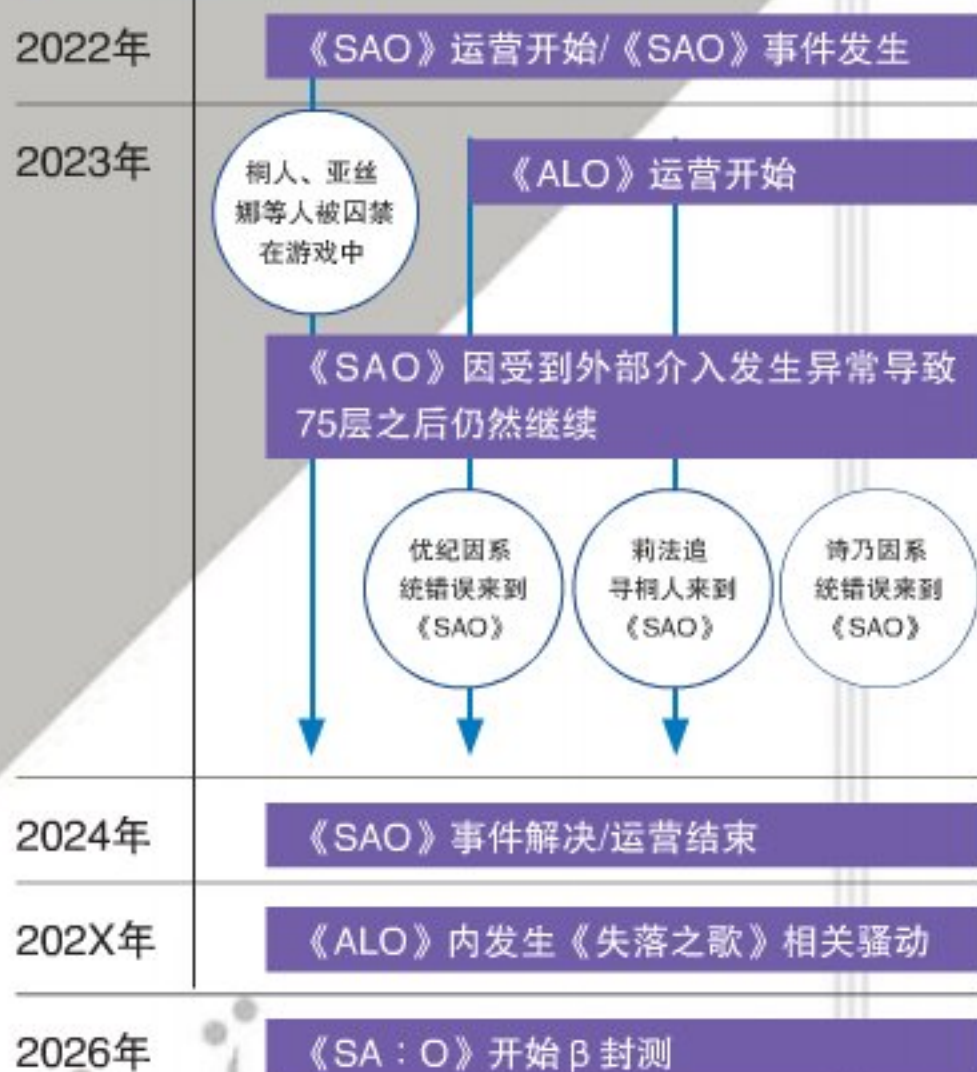 2022年
《SAO》运营开始/《SAO》事件发生
2023年
桐人、亚丝
娜等人被囚禁
在游戏中
《ALO》运营开始
《SAO》因受到外部介入发生异常导致
75层之后仍然继续
优纪因系
统错误来到
《SAO》
莉法追
寻桐人来到
《SAO》
诗乃因系
统错误来到
《SAO》
2024年
《SAO》事件解决/运营结束
202X年
《ALO》内发生《失落之歌》相关骚动
2026年
《SA：O》开始β封测